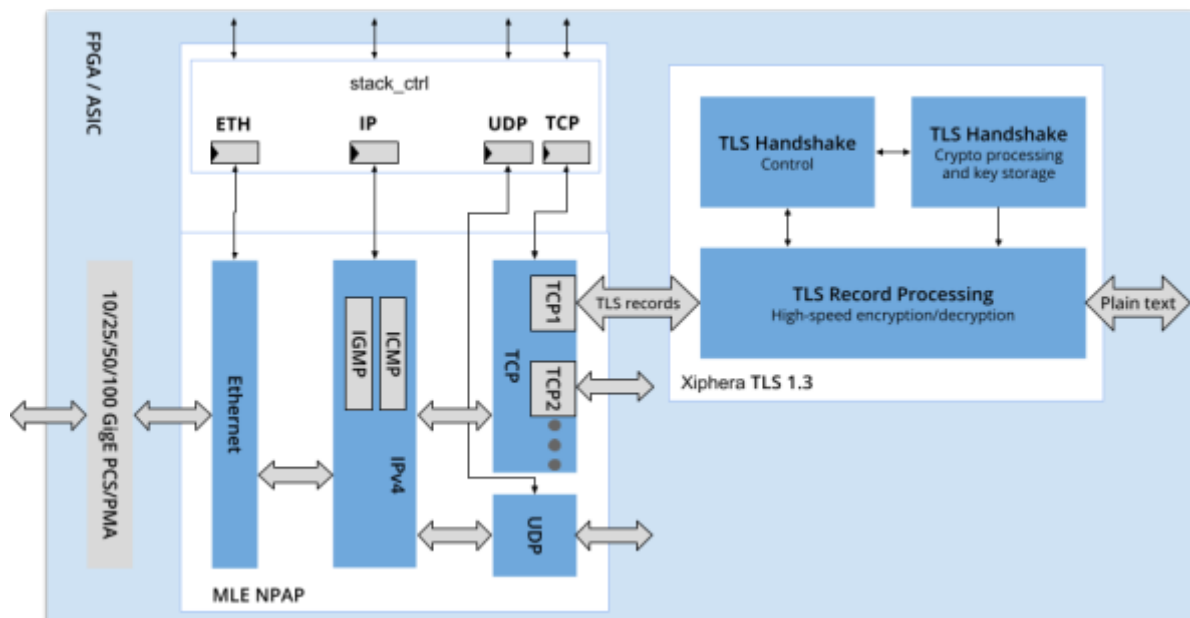 FPGA / ASIC
stack_ctrl
ETH
IP
UDP
TCP
10/25/50/100 GigE PCS/PMA
Ethernet
IGMP
ICMP
IPv4
TCP1
TCP2
TCP
UDP
MLE NPAP
TLS records
TLS Handshake
Control
TLS Handshake
Crypto processing
and key storage
TLS Record Processing
High-speed encryption/decryption
Plain text
Xiphera TLS 1.3